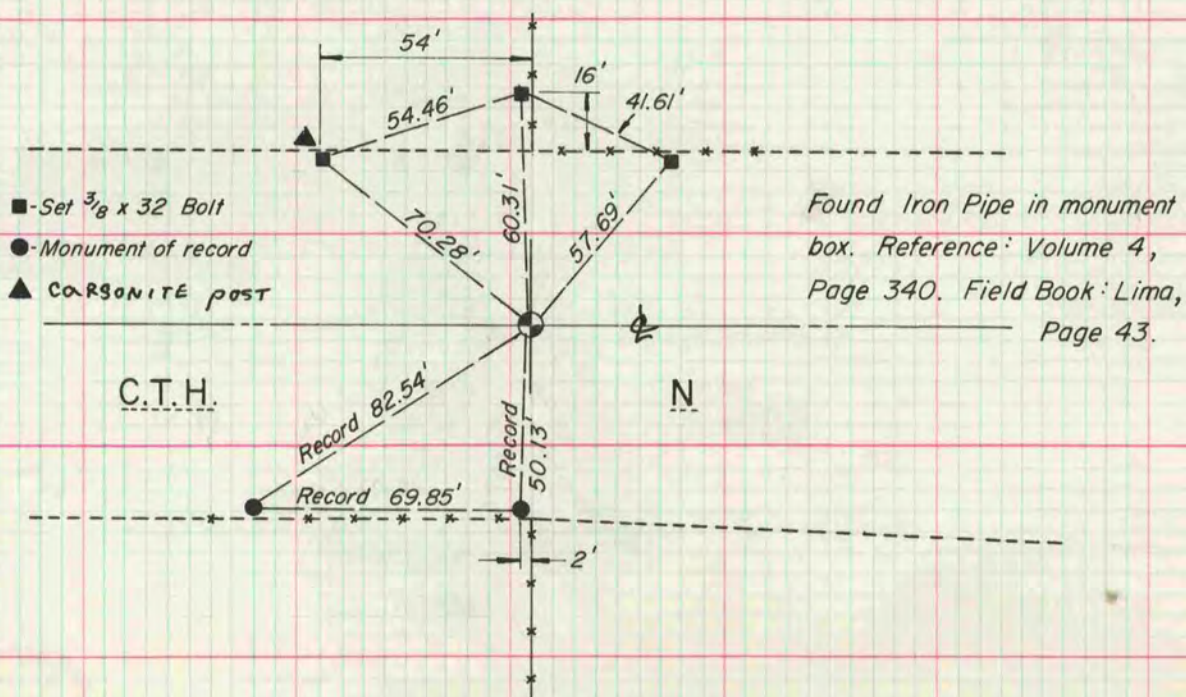 54'
16'
54.46'
41.61'
■-Set 3/8 x 32 Bolt
●-Monument of record
▲ CARSONITE POST
70.28'
60.31'
57.69'
Found Iron Pipe in monument
box. Reference: Volume 4,
Page 340. Field Book: Lima,
Page 43.
℄
C.T.H.
N
Record 82.54'
Record 50.13'
Record 69.85'
2'